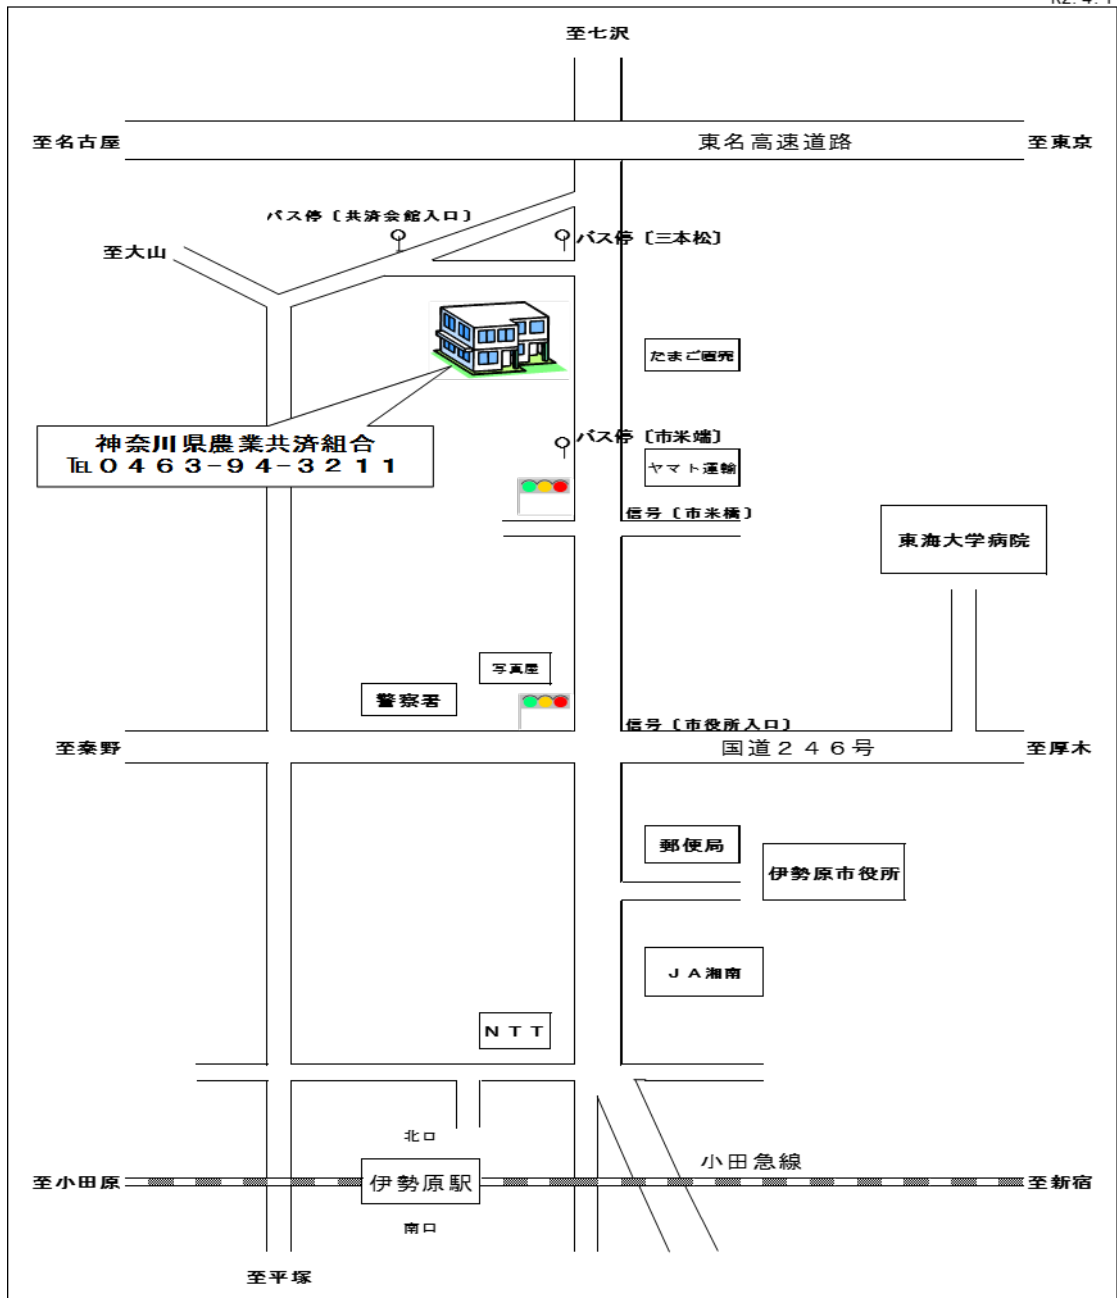 R2.4.1
至七沢
至名古屋
東名高速道路
至東京
バス停〔共済会館入口〕
バス停〔三本松〕
至大山
たまご直売
バス停〔市米端〕
神奈川県農業共済組合
℡０４６３－９４－３２１１
ヤマト運輸
信号〔市米橋〕
東海大学病院
写真屋
警察署
信号〔市役所入口〕
至秦野
国道２４６号
至厚木
郵便局
伊勢原市役所
ＪＡ湘南
ＮＴＴ
北口
小田急線
至小田原
伊勢原駅
至新宿
南口
至平塚